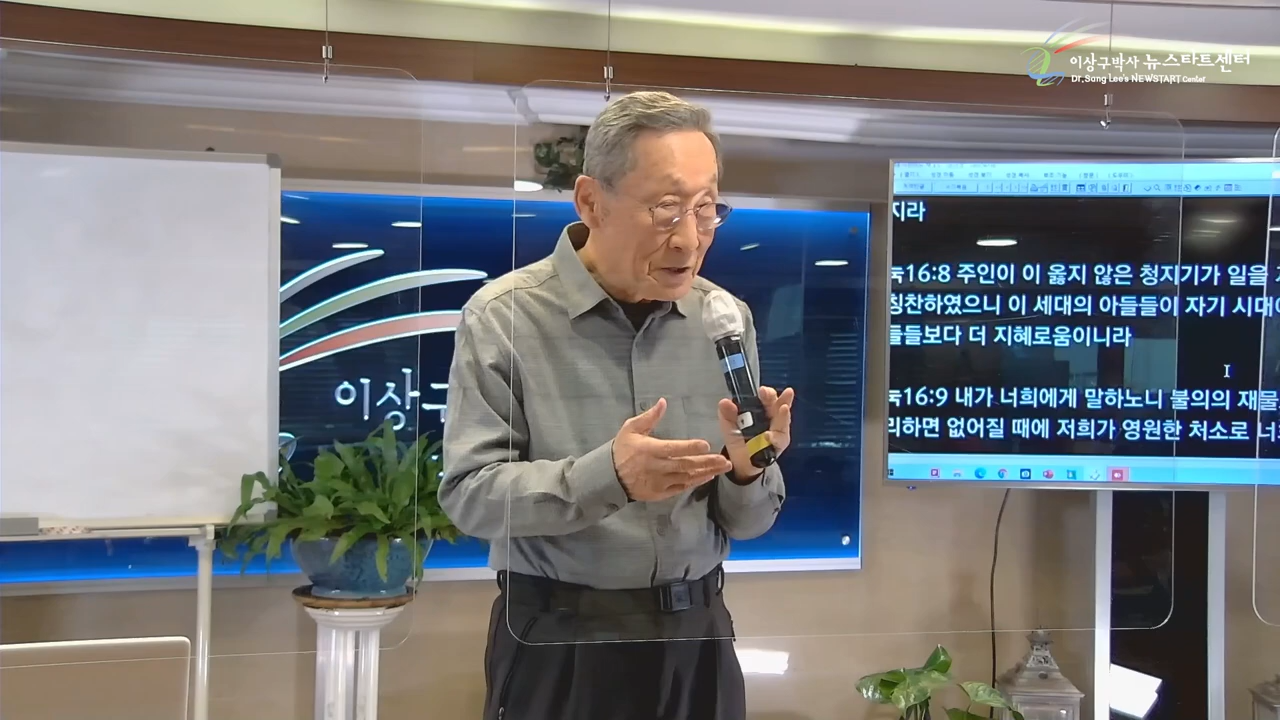 이상구박사 뉴스타트센터
Dr. Sang Lee's NEWSTART Center
이상구
지라
눅16:8 주인이 이 옳지 않은 청지기가 일을
칭찬하였으니 이 세대의 아들들이 자기 시대에
들들보다 더 지혜로움이니라
눅16:9 내가 너희에게 말하노니 불의의 재물
리하면 없어질 때에 저희가 영원한 처소로